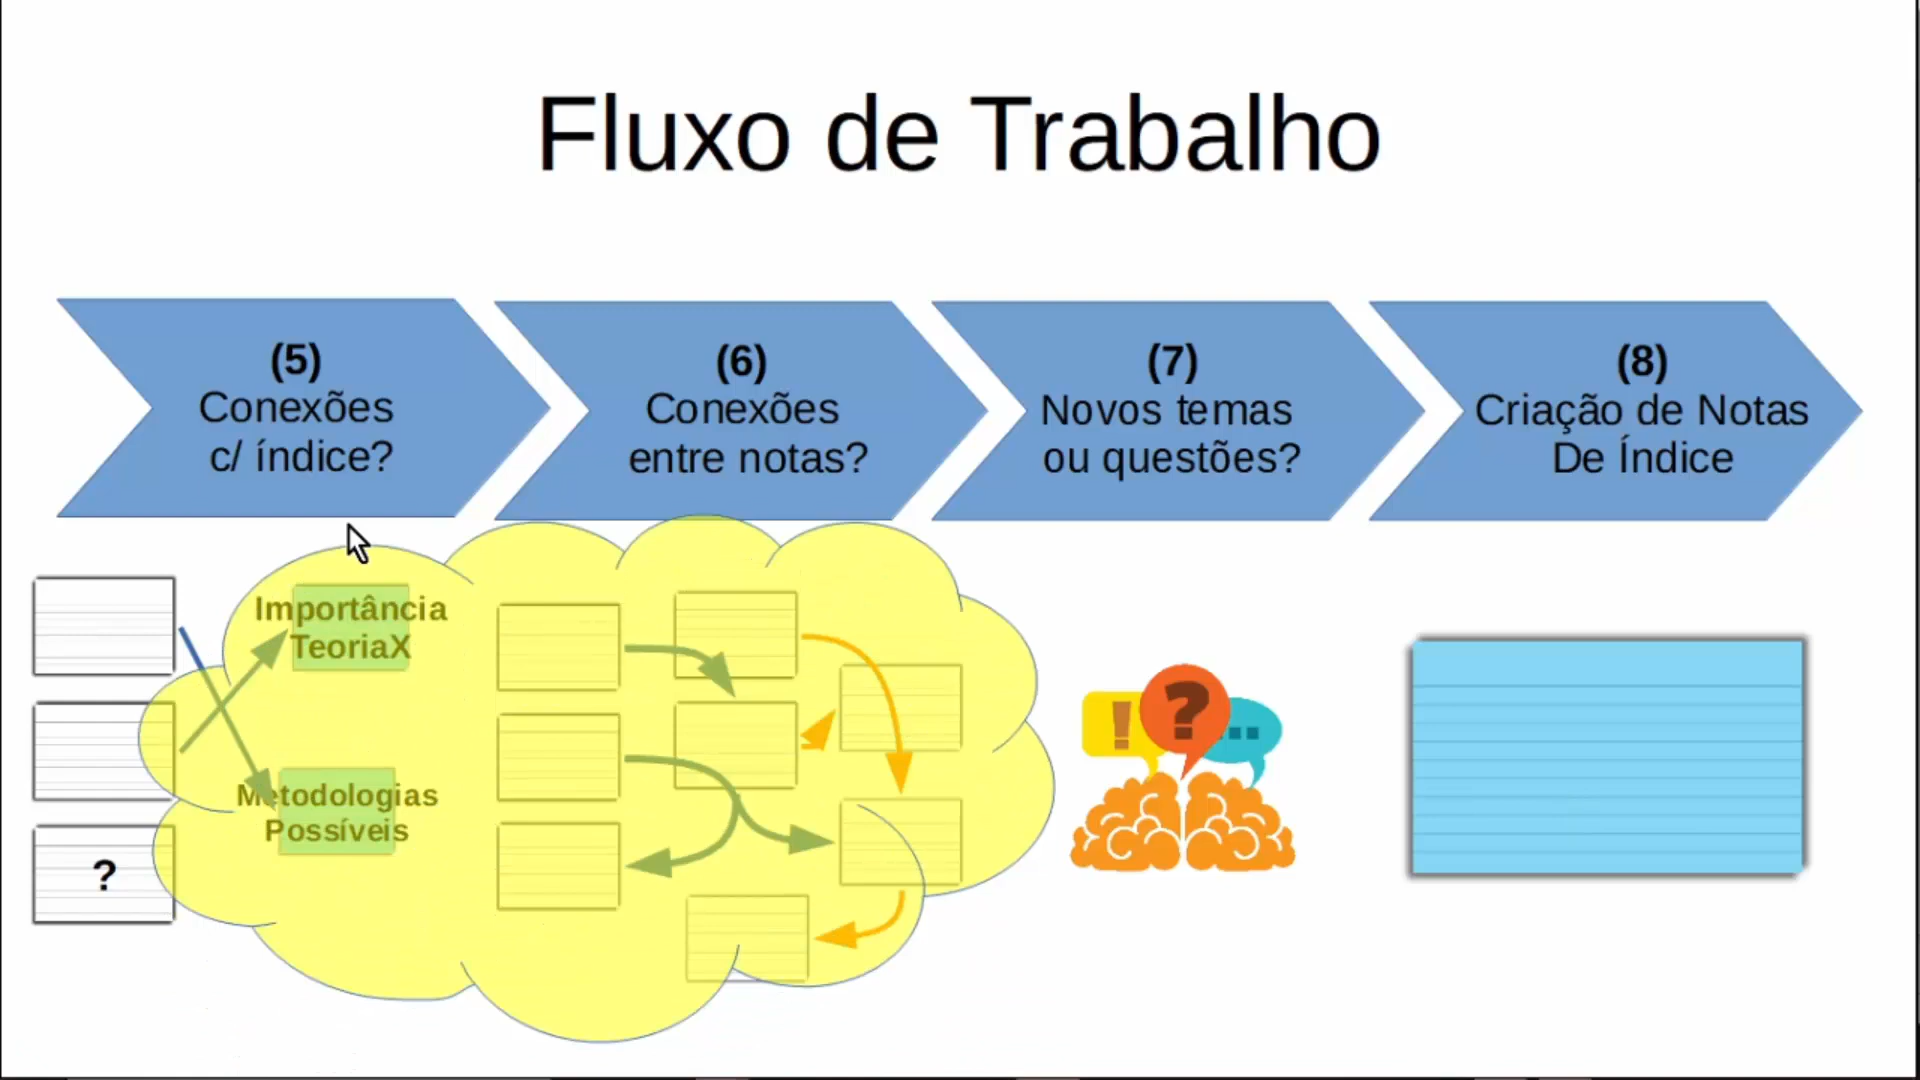 Fluxo de Trabalho
(5)
Conexões
c/ índice?
(6)
Conexões
entre notas?
(7)
Novos temas
ou questões?
(8)
Criação de Notas
De Índice
Importância
TeoriaX
Metodologias
Possíveis
?
! ? ...